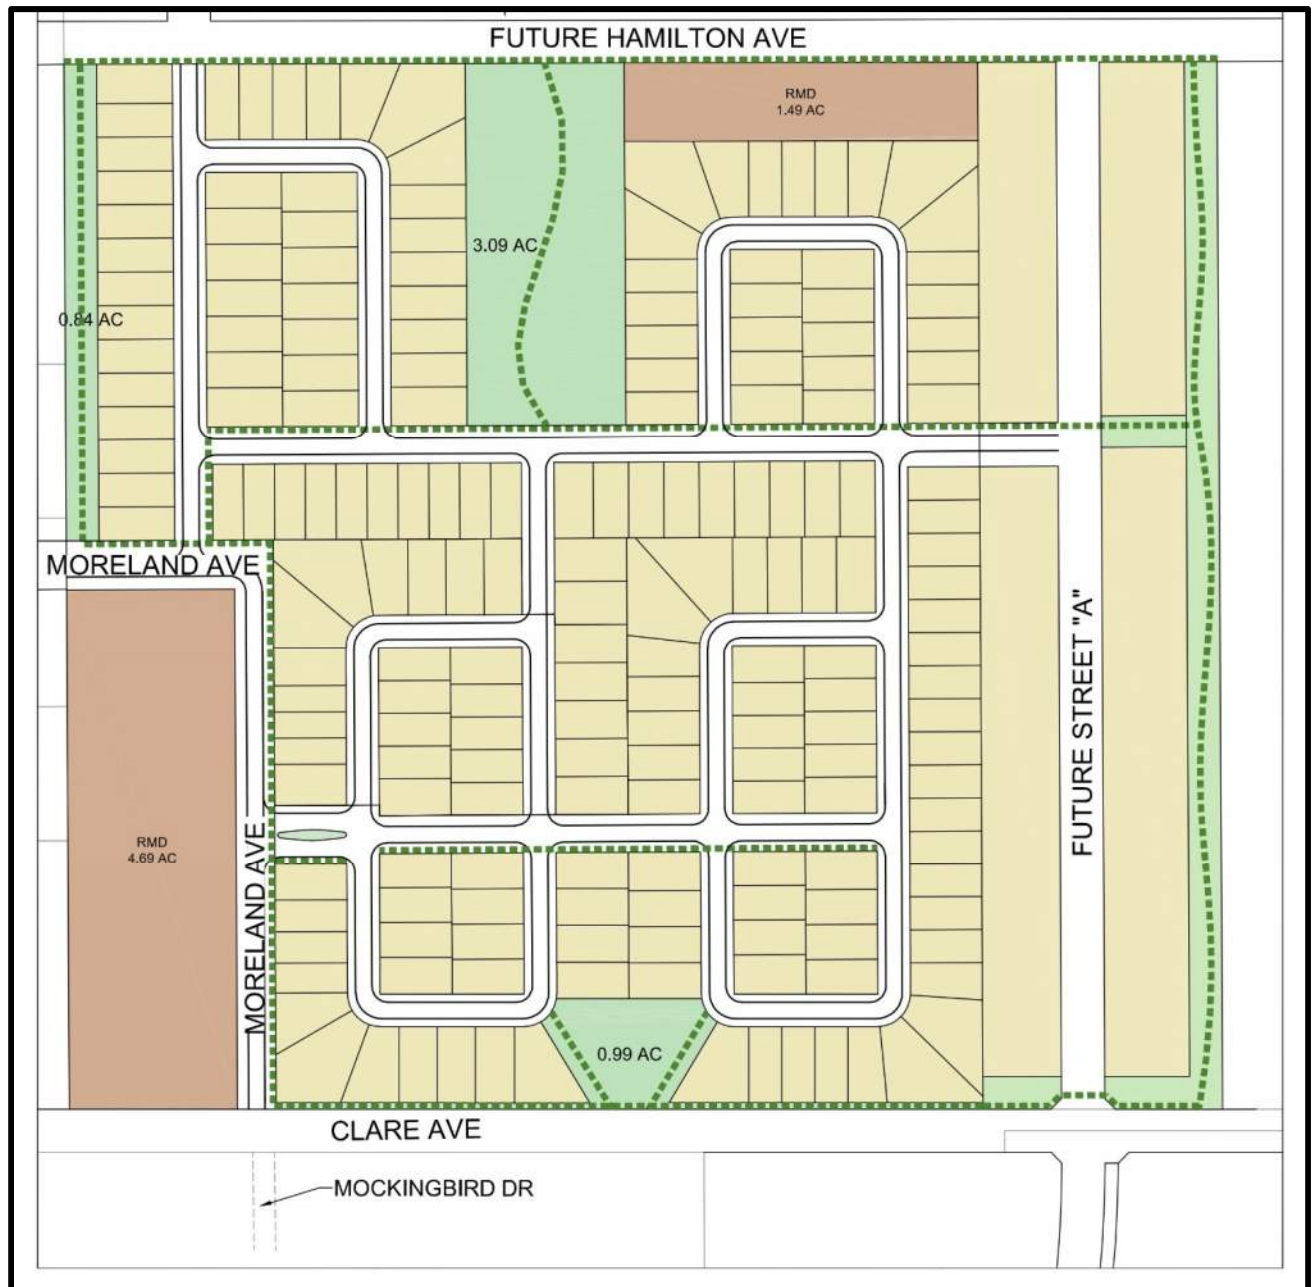 FUTURE HAMILTON AVE
RMD
1.49 AC
3.09 AC
0.84 AC
MORELAND AVE
FUTURE STREET "A"
RMD
4.69 AC
MORELAND AVE
0.99 AC
CLARE AVE
MOCKINGBIRD DR